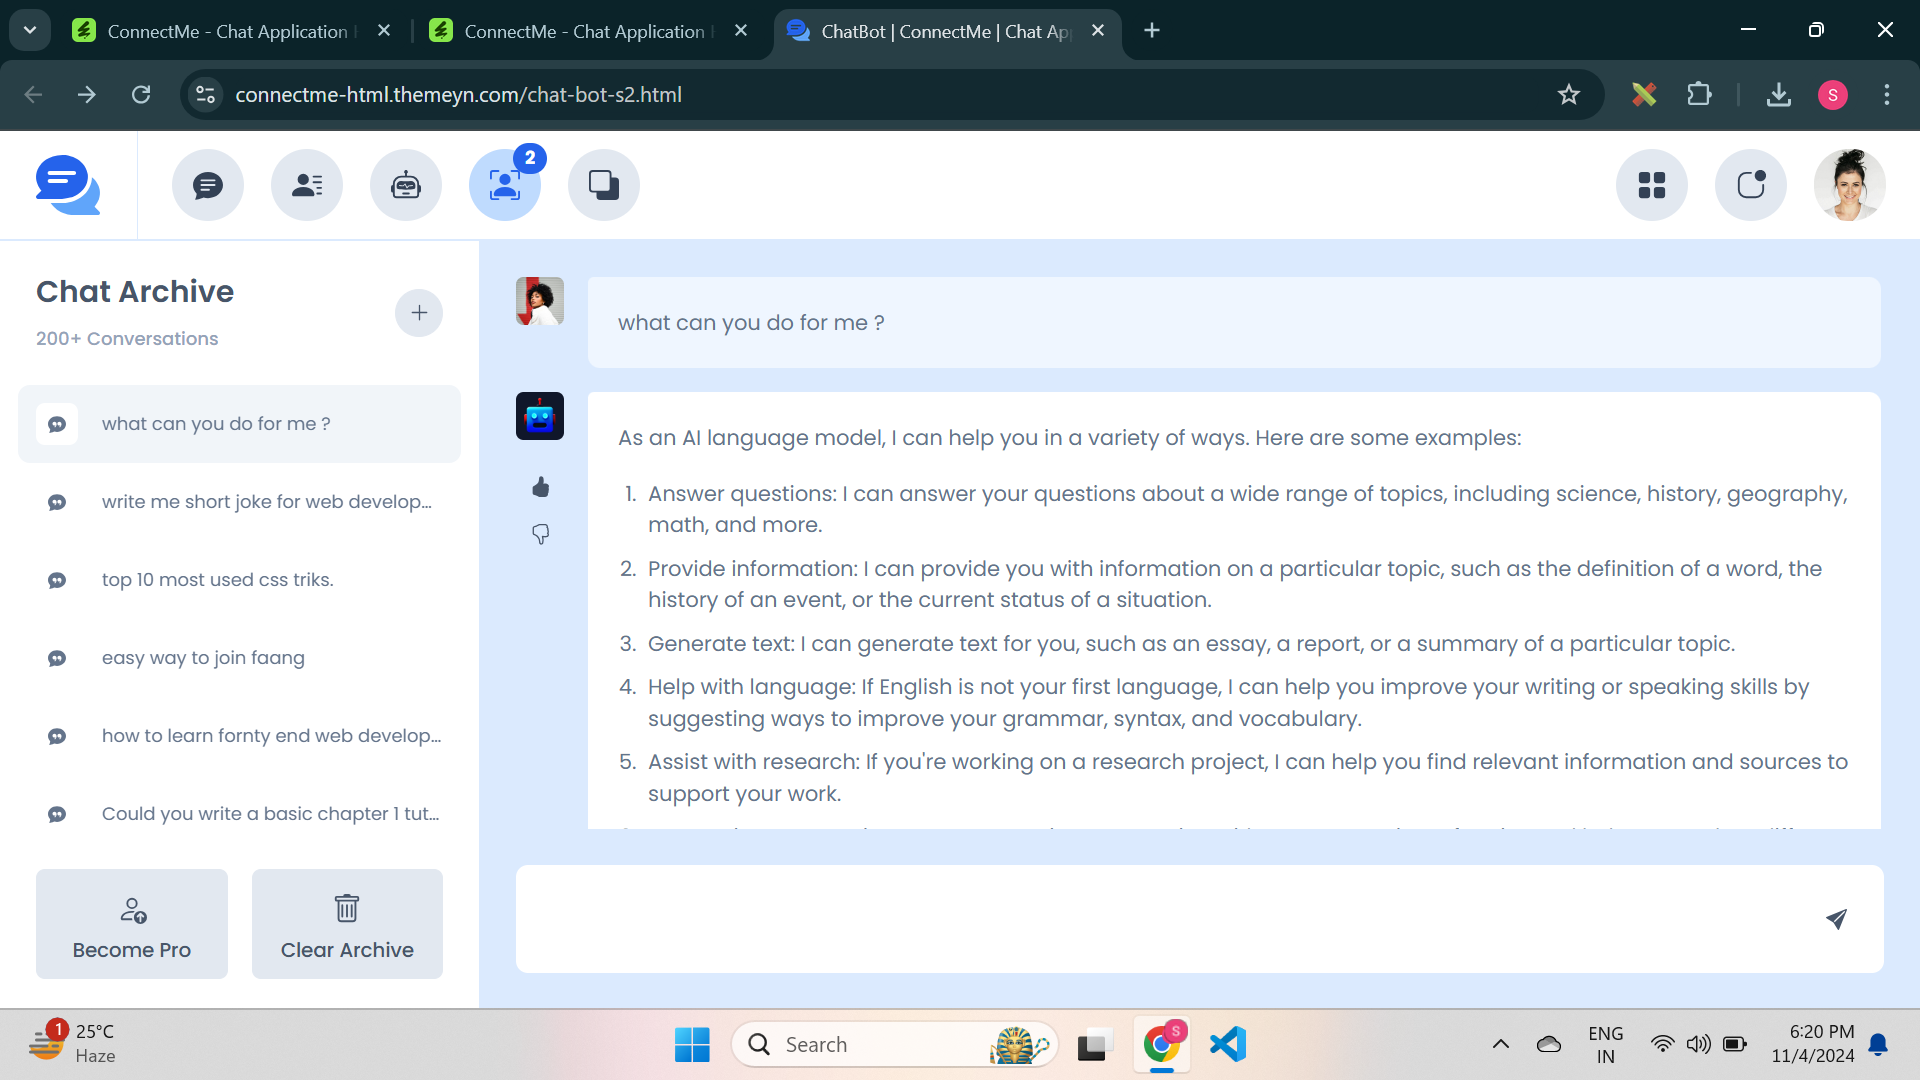 ConnectMe - Chat Application
ConnectMe - Chat Application
ChatBot | ConnectMe | Chat Ap
connectme-html.themeyn.com/chat-bot-s2.html
S
2
Chat Archive
200+ Conversations
what can you do for me ?
write me short joke for web develop...
top 10 most used css triks.
easy way to join faang
how to learn fornty end web develop...
Could you write a basic chapter 1 tut...
Become Pro
Clear Archive
what can you do for me ?
As an AI language model, I can help you in a variety of ways. Here are some examples:
1. Answer questions: I can answer your questions about a wide range of topics, including science, history, geography,
math, and more.
2. Provide information: I can provide you with information on a particular topic, such as the definition of a word, the
history of an event, or the current status of a situation.
3. Generate text: I can generate text for you, such as an essay, a report, or a summary of a particular topic.
4. Help with language: If English is not your first language, I can help you improve your writing or speaking skills by
suggesting ways to improve your grammar, syntax, and vocabulary.
5. Assist with research: If you're working on a research project, I can help you find relevant information and sources to
support your work.
1
25°C
Haze
Search
S
ENG
IN
6:20 PM
11/4/2024